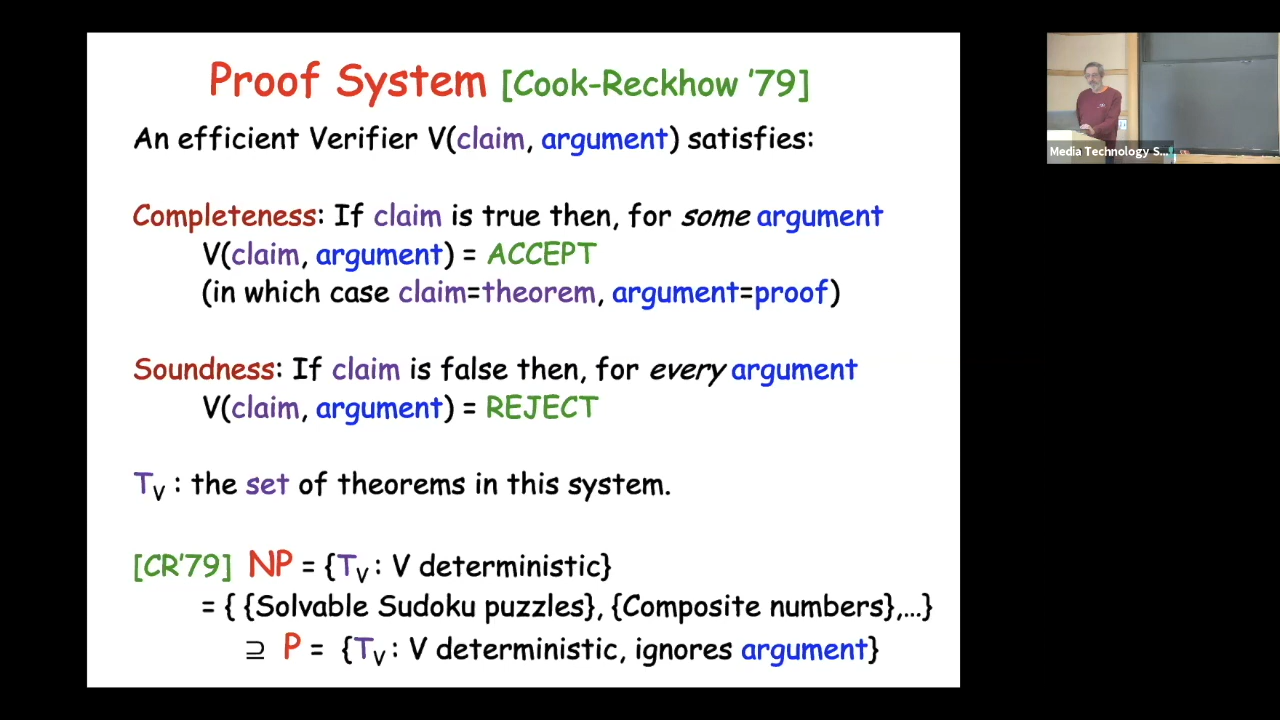 Proof System [Cook-Reckhow ’79]
An efficient Verifier V(claim, argument) satisfies:
Completeness: If claim is true then, for some argument
V(claim, argument) = ACCEPT
(in which case claim=theorem, argument=proof)
Soundness: If claim is false then, for every argument
V(claim, argument) = REJECT
TV : the set of theorems in this system.
[CR’79] NP = {TV : V deterministic}
= { {Solvable Sudoku puzzles}, {Composite numbers},…}
⊇ P = {TV : V deterministic, ignores argument}
Media Technology S...